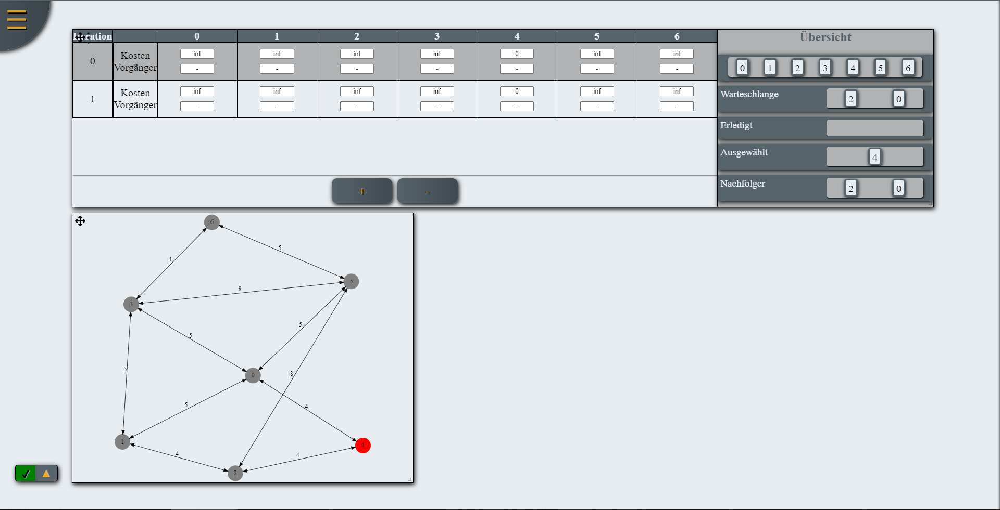 Iteration 0 1 2 3 4 5 6
0 Kosten inf inf inf inf 0 inf inf
Vorgänger - - - - - - -
1 Kosten inf inf inf inf 0 inf inf
Vorgänger - - - - - - -
+ -
Übersicht
0 1 2 3 4 5 6
Warteschlange 2 0
Erledigt
Ausgewählt 4
Nachfolger 2 0
6
5
4
5
8
3
5
5
5
8
0
5
4
1
4
4
4
2